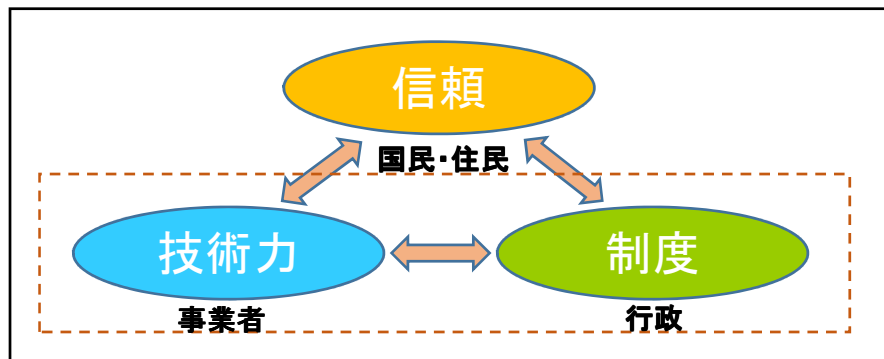 信頼
国民・住民
技術力
制度
事業者
行政